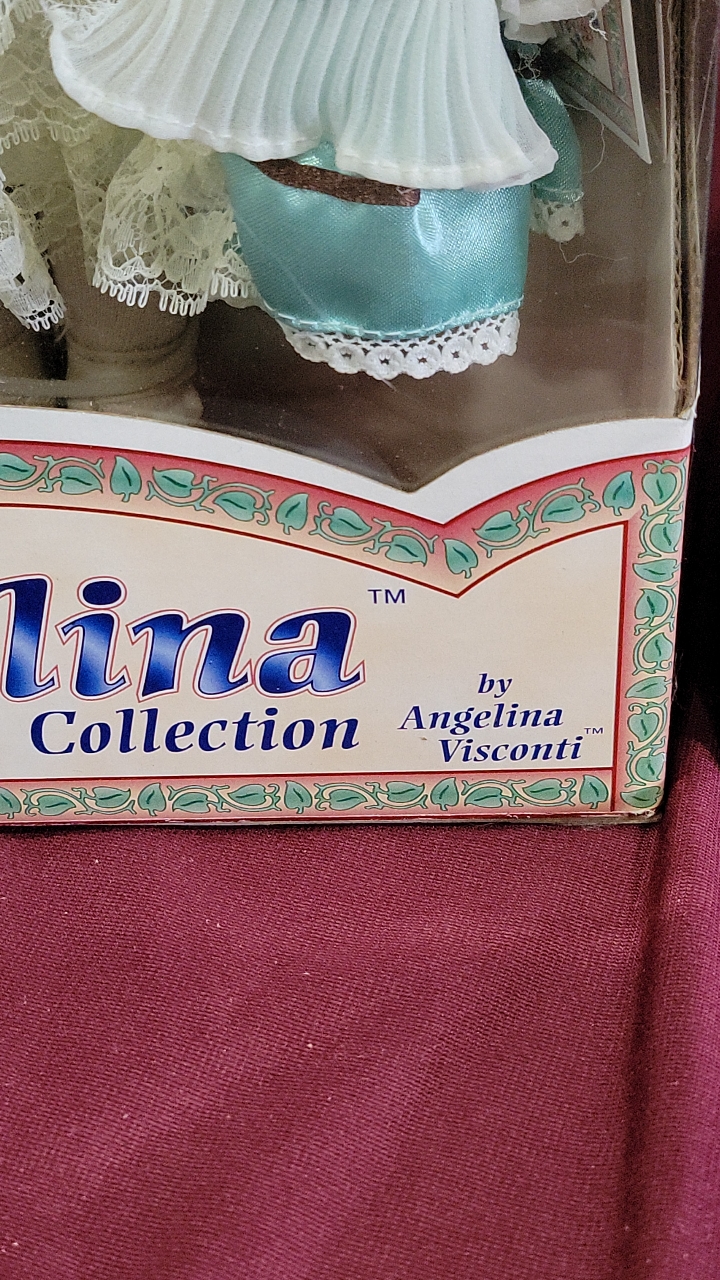 lina™
Collection
by
Angelina
Visconti™